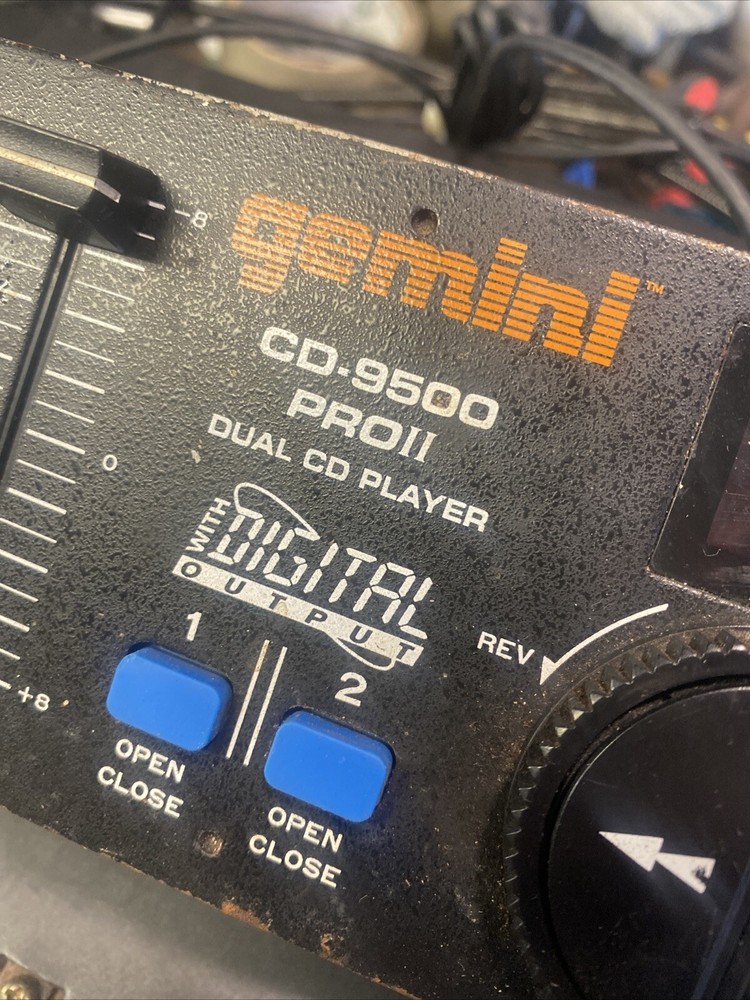 -8
gemini™
CD-9500
PROII
DUAL CD PLAYER
0
WITH DIGITAL
OUTPUT
1
2
REV
+8
OPEN
CLOSE
OPEN
CLOSE